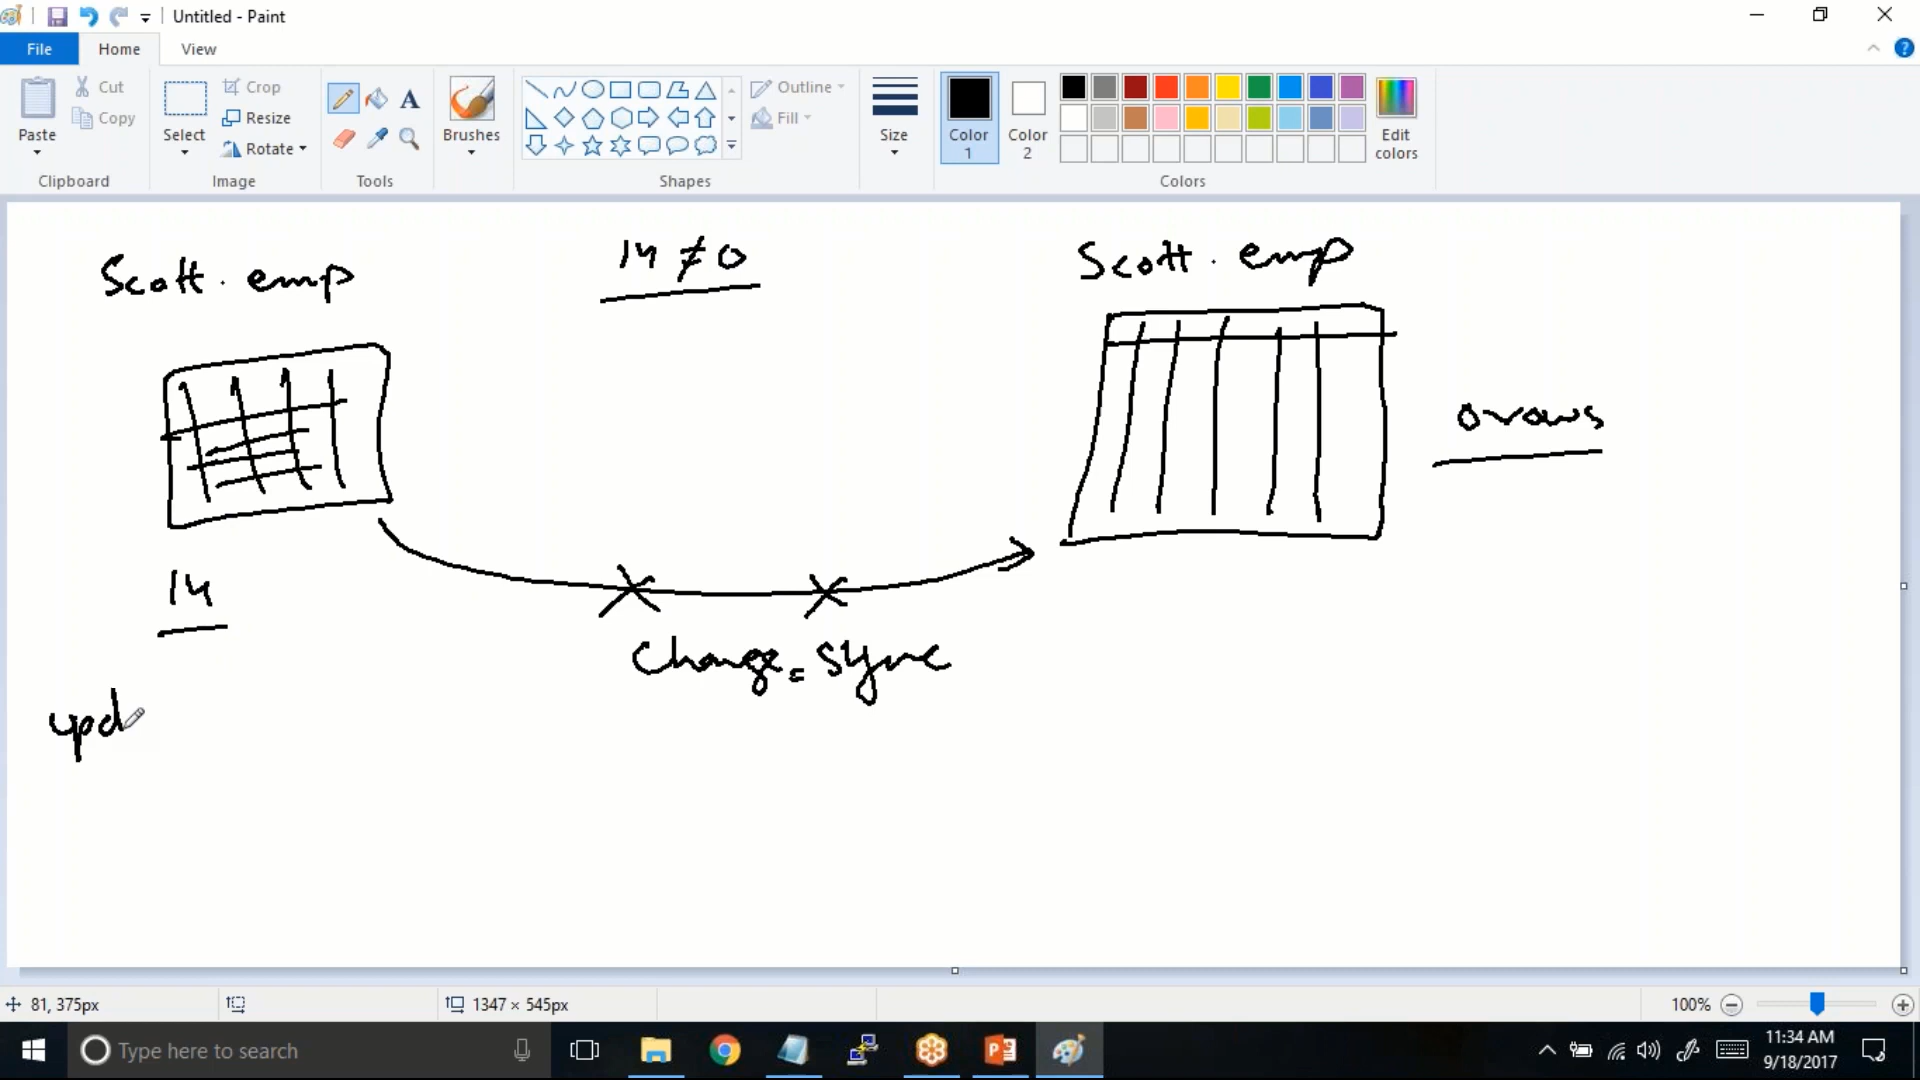 Untitled - Paint
File Home View
Paste Cut Copy Clipboard
Select Crop Resize Rotate Image
Tools
Brushes
Outline Fill Shapes
Size
Color 1
Color 2
Edit colors
Colors
Scott. emp
14 ≠ 0
Scott. emp
0 rows
14
change = sync
upd
81, 375px
1347 × 545px
100%
Type here to search
11:34 AM
9/18/2017